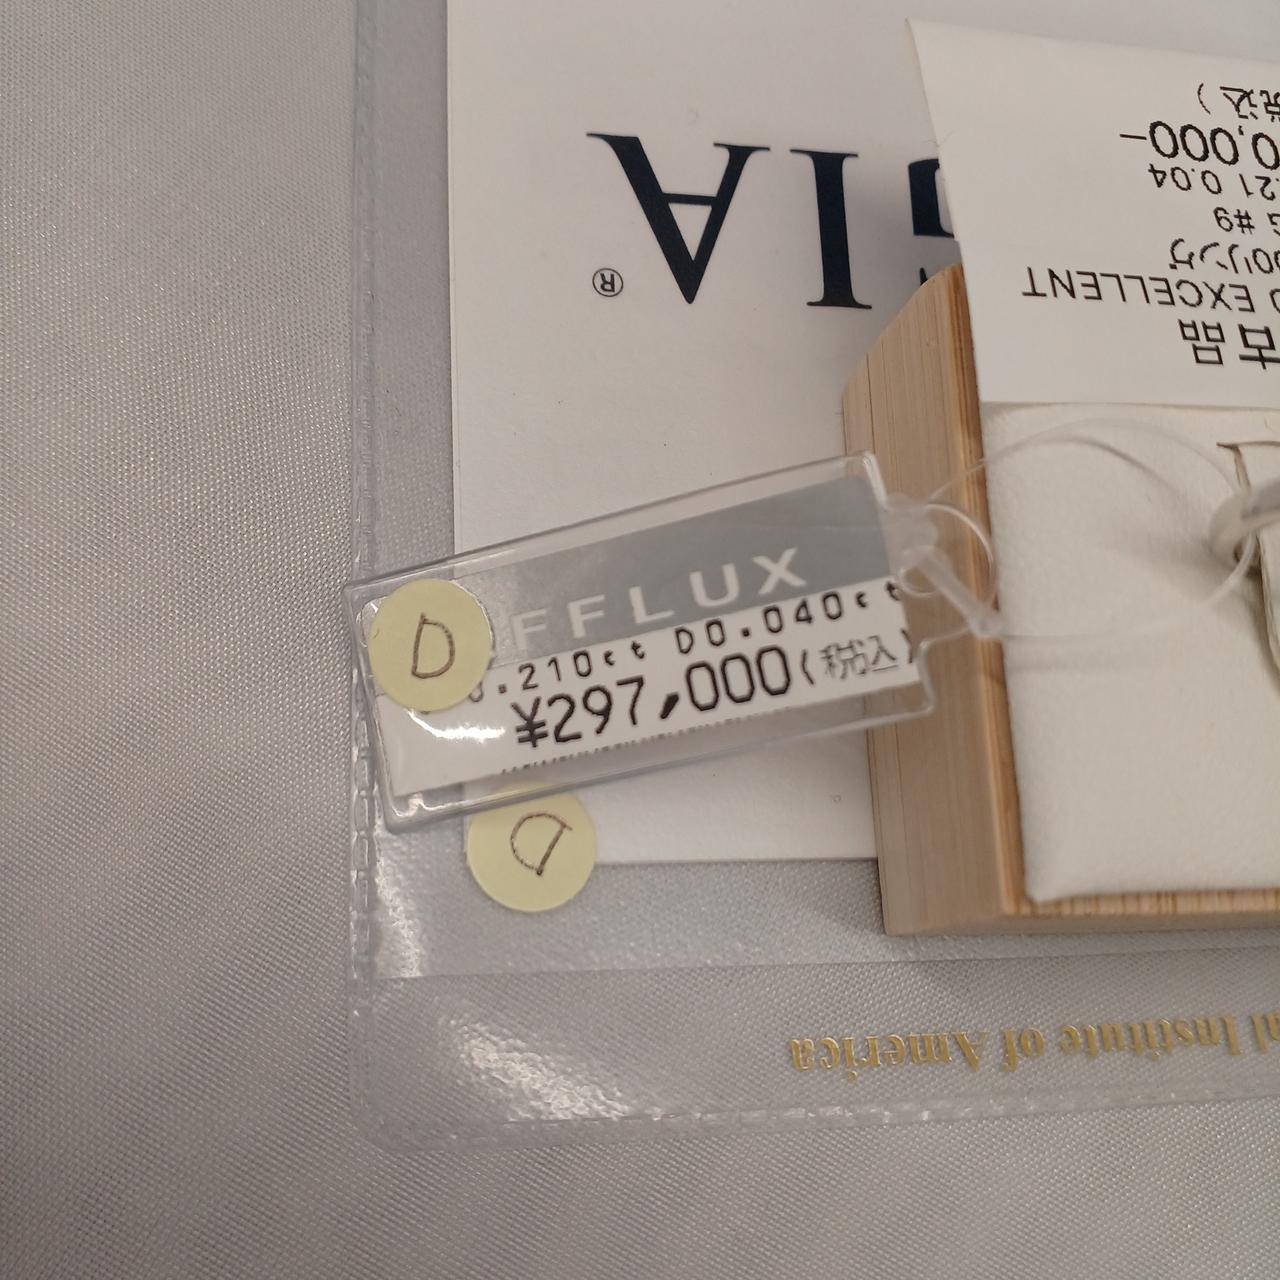 GIA
®
古品
EXCELLENT
リング
#9
.21 0.04
0,000-
税込)
D
FFLUX
0.210ct D0.040ct
¥297,000(税込)
D
al Institute of America